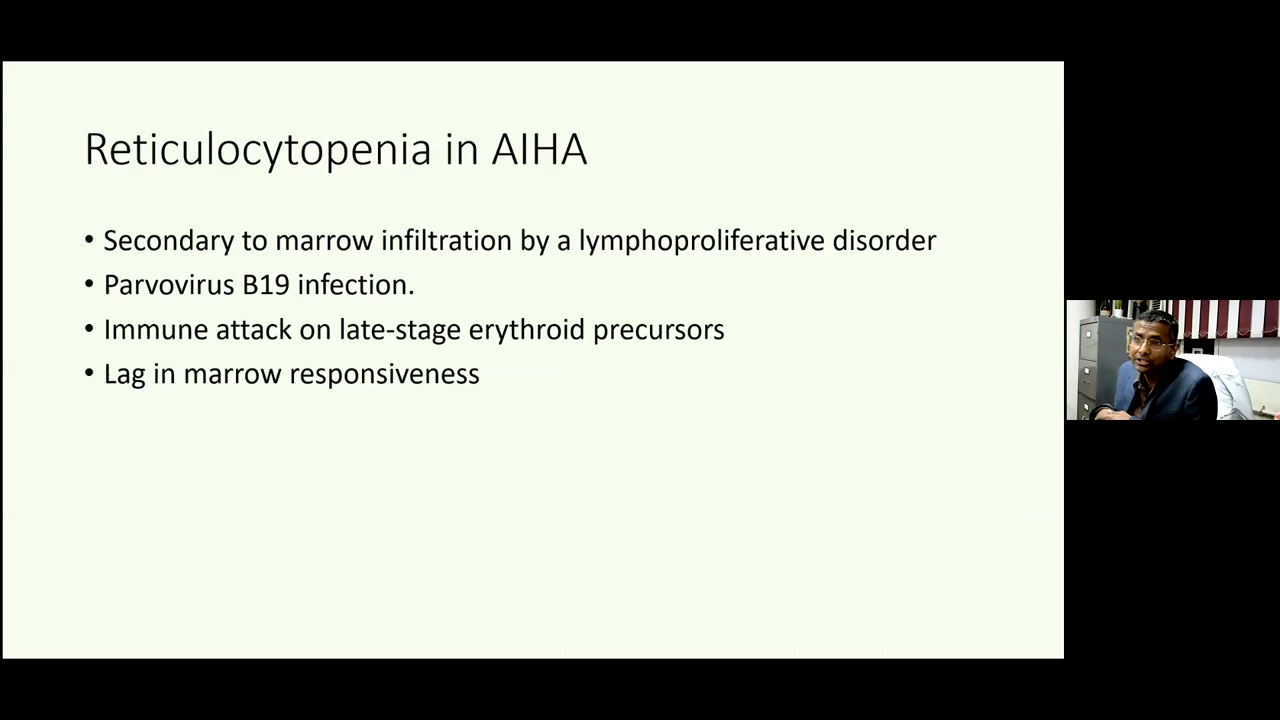 Reticulocytopenia in AIHA
• Secondary to marrow infiltration by a lymphoproliferative disorder
• Parvovirus B19 infection.
• Immune attack on late-stage erythroid precursors
• Lag in marrow responsiveness